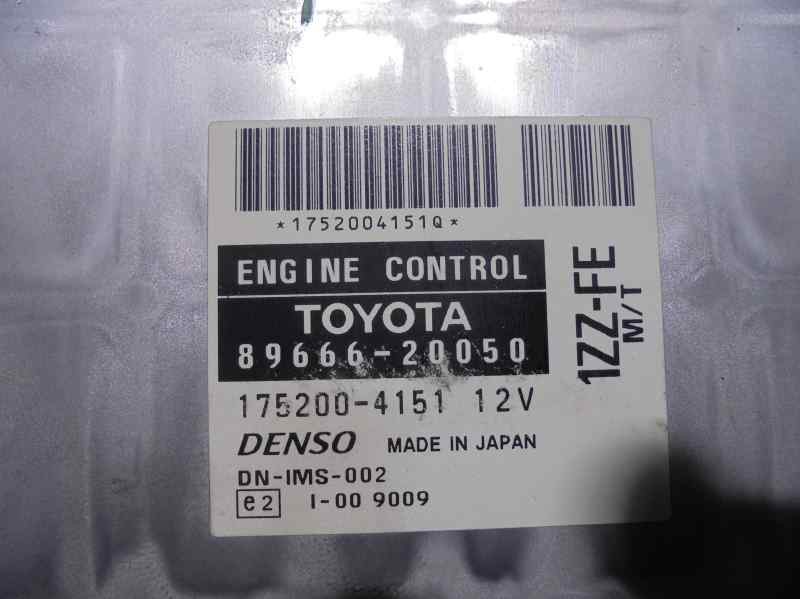 *1752004151Q*
ENGINE CONTROL
TOYOTA
89666-20050
175200-4151 12V
DENSO MADE IN JAPAN
DN-IMS-002
e2 I-00 9009
1ZZ-FE
M/T